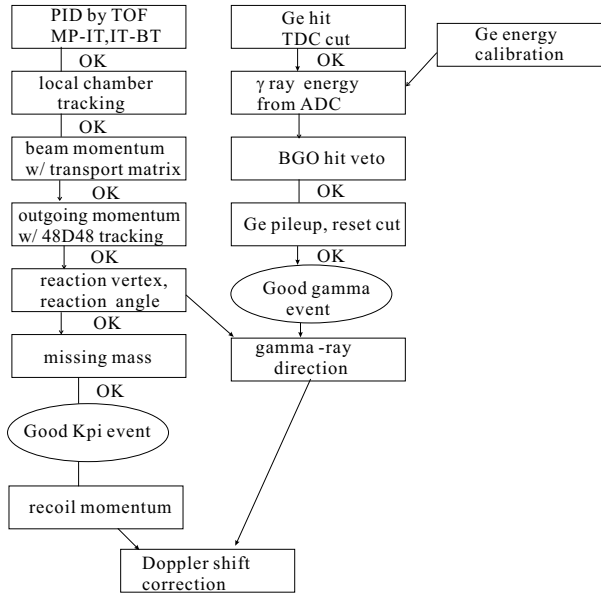 PID by TOF
MP-IT,IT-BT
OK
local chamber
tracking
OK
beam momentum
w/ transport matrix
OK
outgoing momentum
w/ 48D48 tracking
OK
reaction vertex,
reaction angle
OK
missing mass
OK
Good Kpi event
recoil momentum
Ge hit
TDC cut
OK
γ ray energy
from ADC
Ge energy
calibration
BGO hit veto
OK
Ge pileup, reset cut
OK
Good gamma
event
gamma -ray
direction
Doppler shift
correction